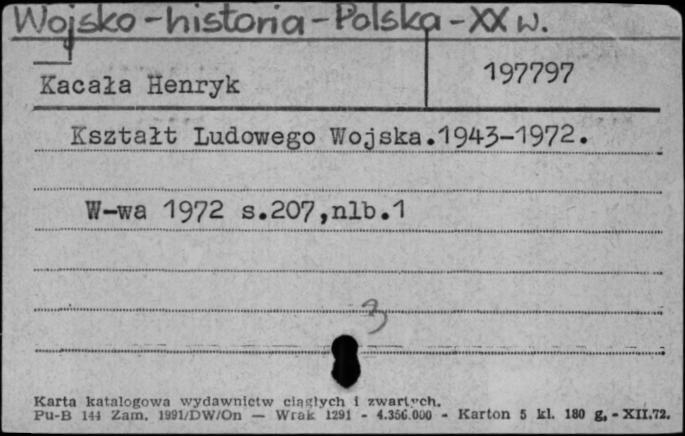 Wojsko-historia-Polska-XX w.
Kacała Henryk
197797
Kształt Ludowego Wojska.1943-1972.
W-wa 1972 s.207,nlb.1
3
Karta katalogowa wydawnictw ciągłych i zwartych.
Pu-B 144 Zam. 1991/DW/On — Wrak 1291 - 4.356.000 - Karton 5 kl. 180 g, - XII.72.